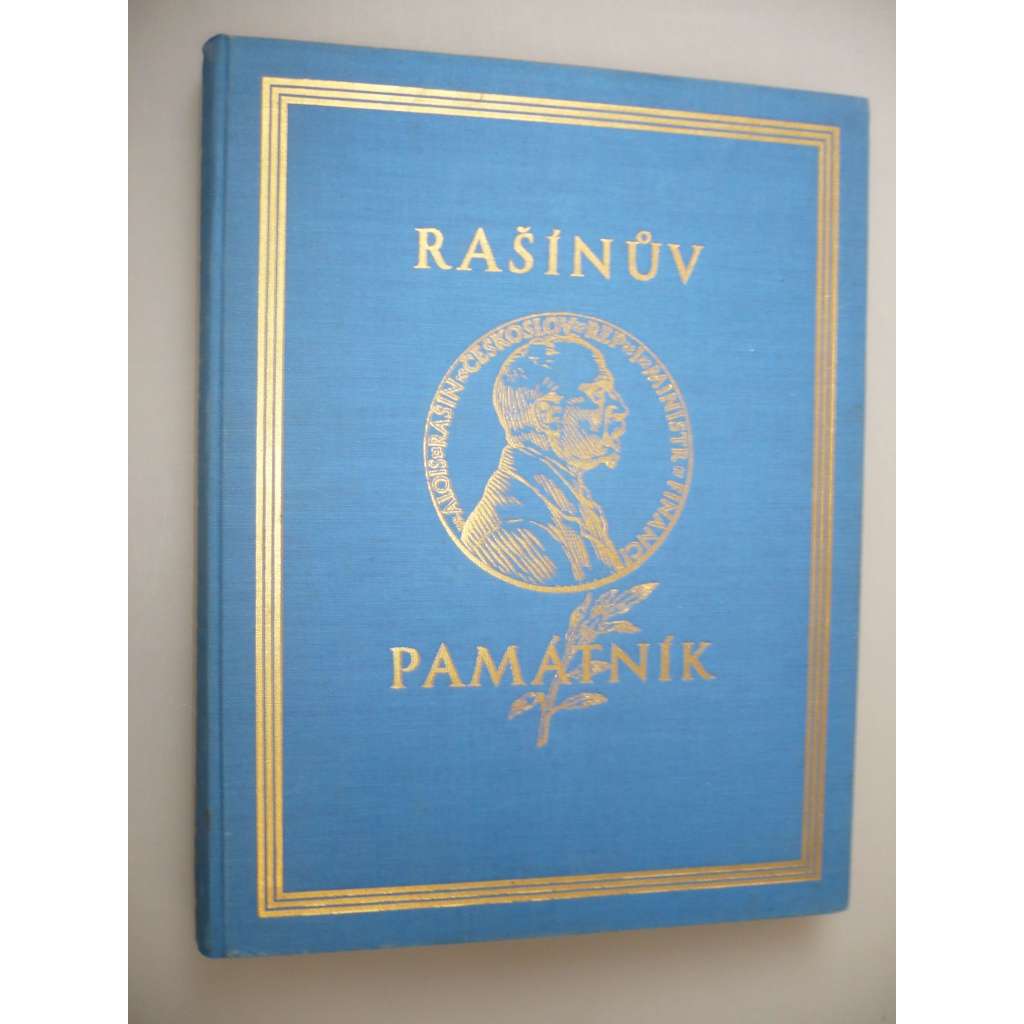 RAŠÍNŮV
ALOIS RAŠÍN ČESKOSLOV REP I MINISTR FINANCÍ
PAMÁTNÍK